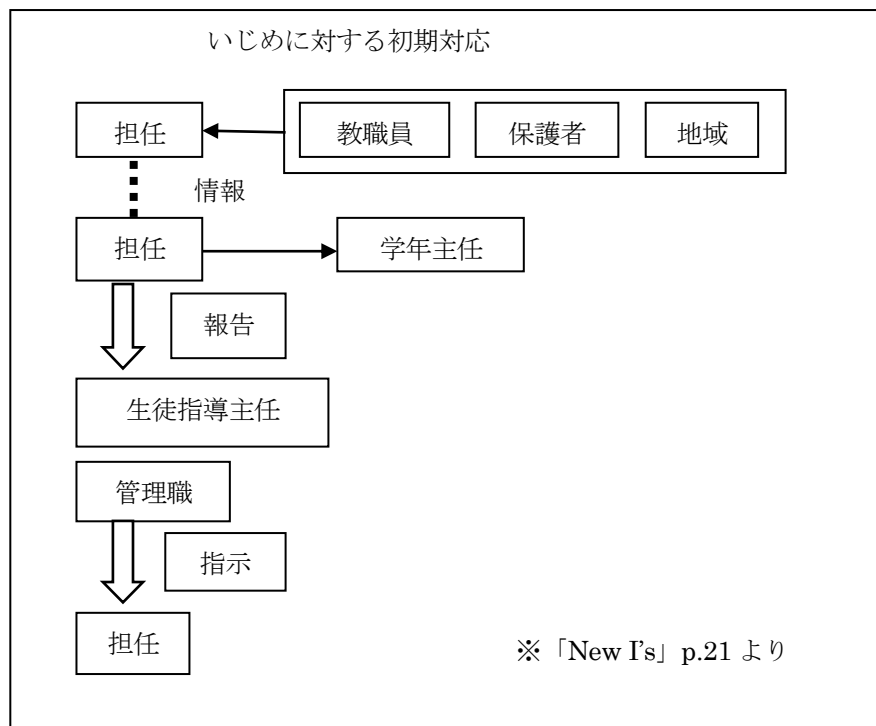 いじめに対する初期対応
担任
教職員
保護者
地域
情報
担任
学年主任
報告
生徒指導主任
管理職
指示
担任
※「New I's」p.21 より